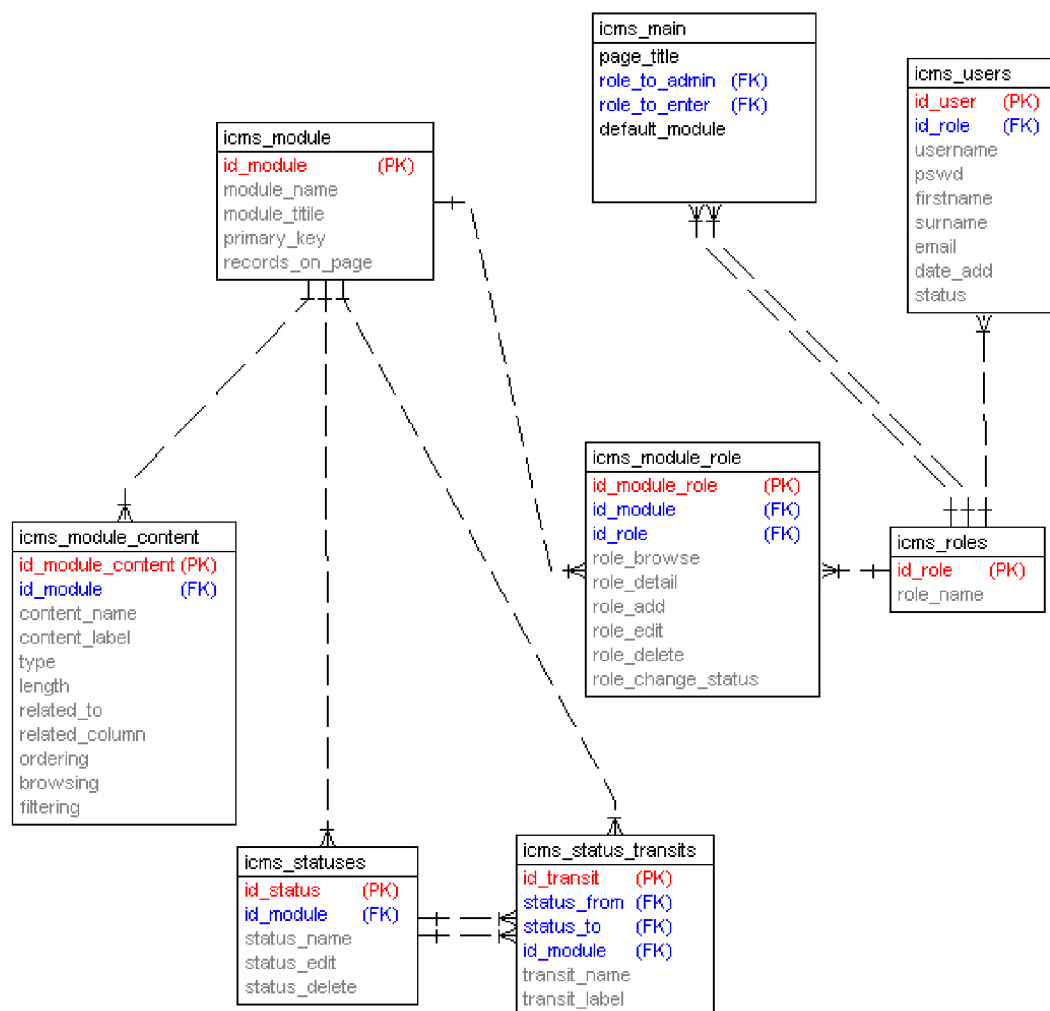 icms_main
page_title
role_to_admin (FK)
role_to_enter (FK)
default_module
icms_users
id_user (PK)
id_role (FK)
username
pswd
firstname
surname
email
date_add
status
icms_module
id_module (PK)
module_name
module_titile
primary_key
records_on_page
icms_module_role
id_module_role (PK)
id_module (FK)
id_role (FK)
role_browse
role_detail
role_add
role_edit
role_delete
role_change_status
icms_roles
id_role (PK)
role_name
icms_module_content
id_module_content (PK)
id_module (FK)
content_name
content_label
type
length
related_to
related_column
ordering
browsing
filtering
icms_statuses
id_status (PK)
id_module (FK)
status_name
status_edit
status_delete
icms_status_transits
id_transit (PK)
status_from (FK)
status_to (FK)
id_module (FK)
transit_name
transit_label